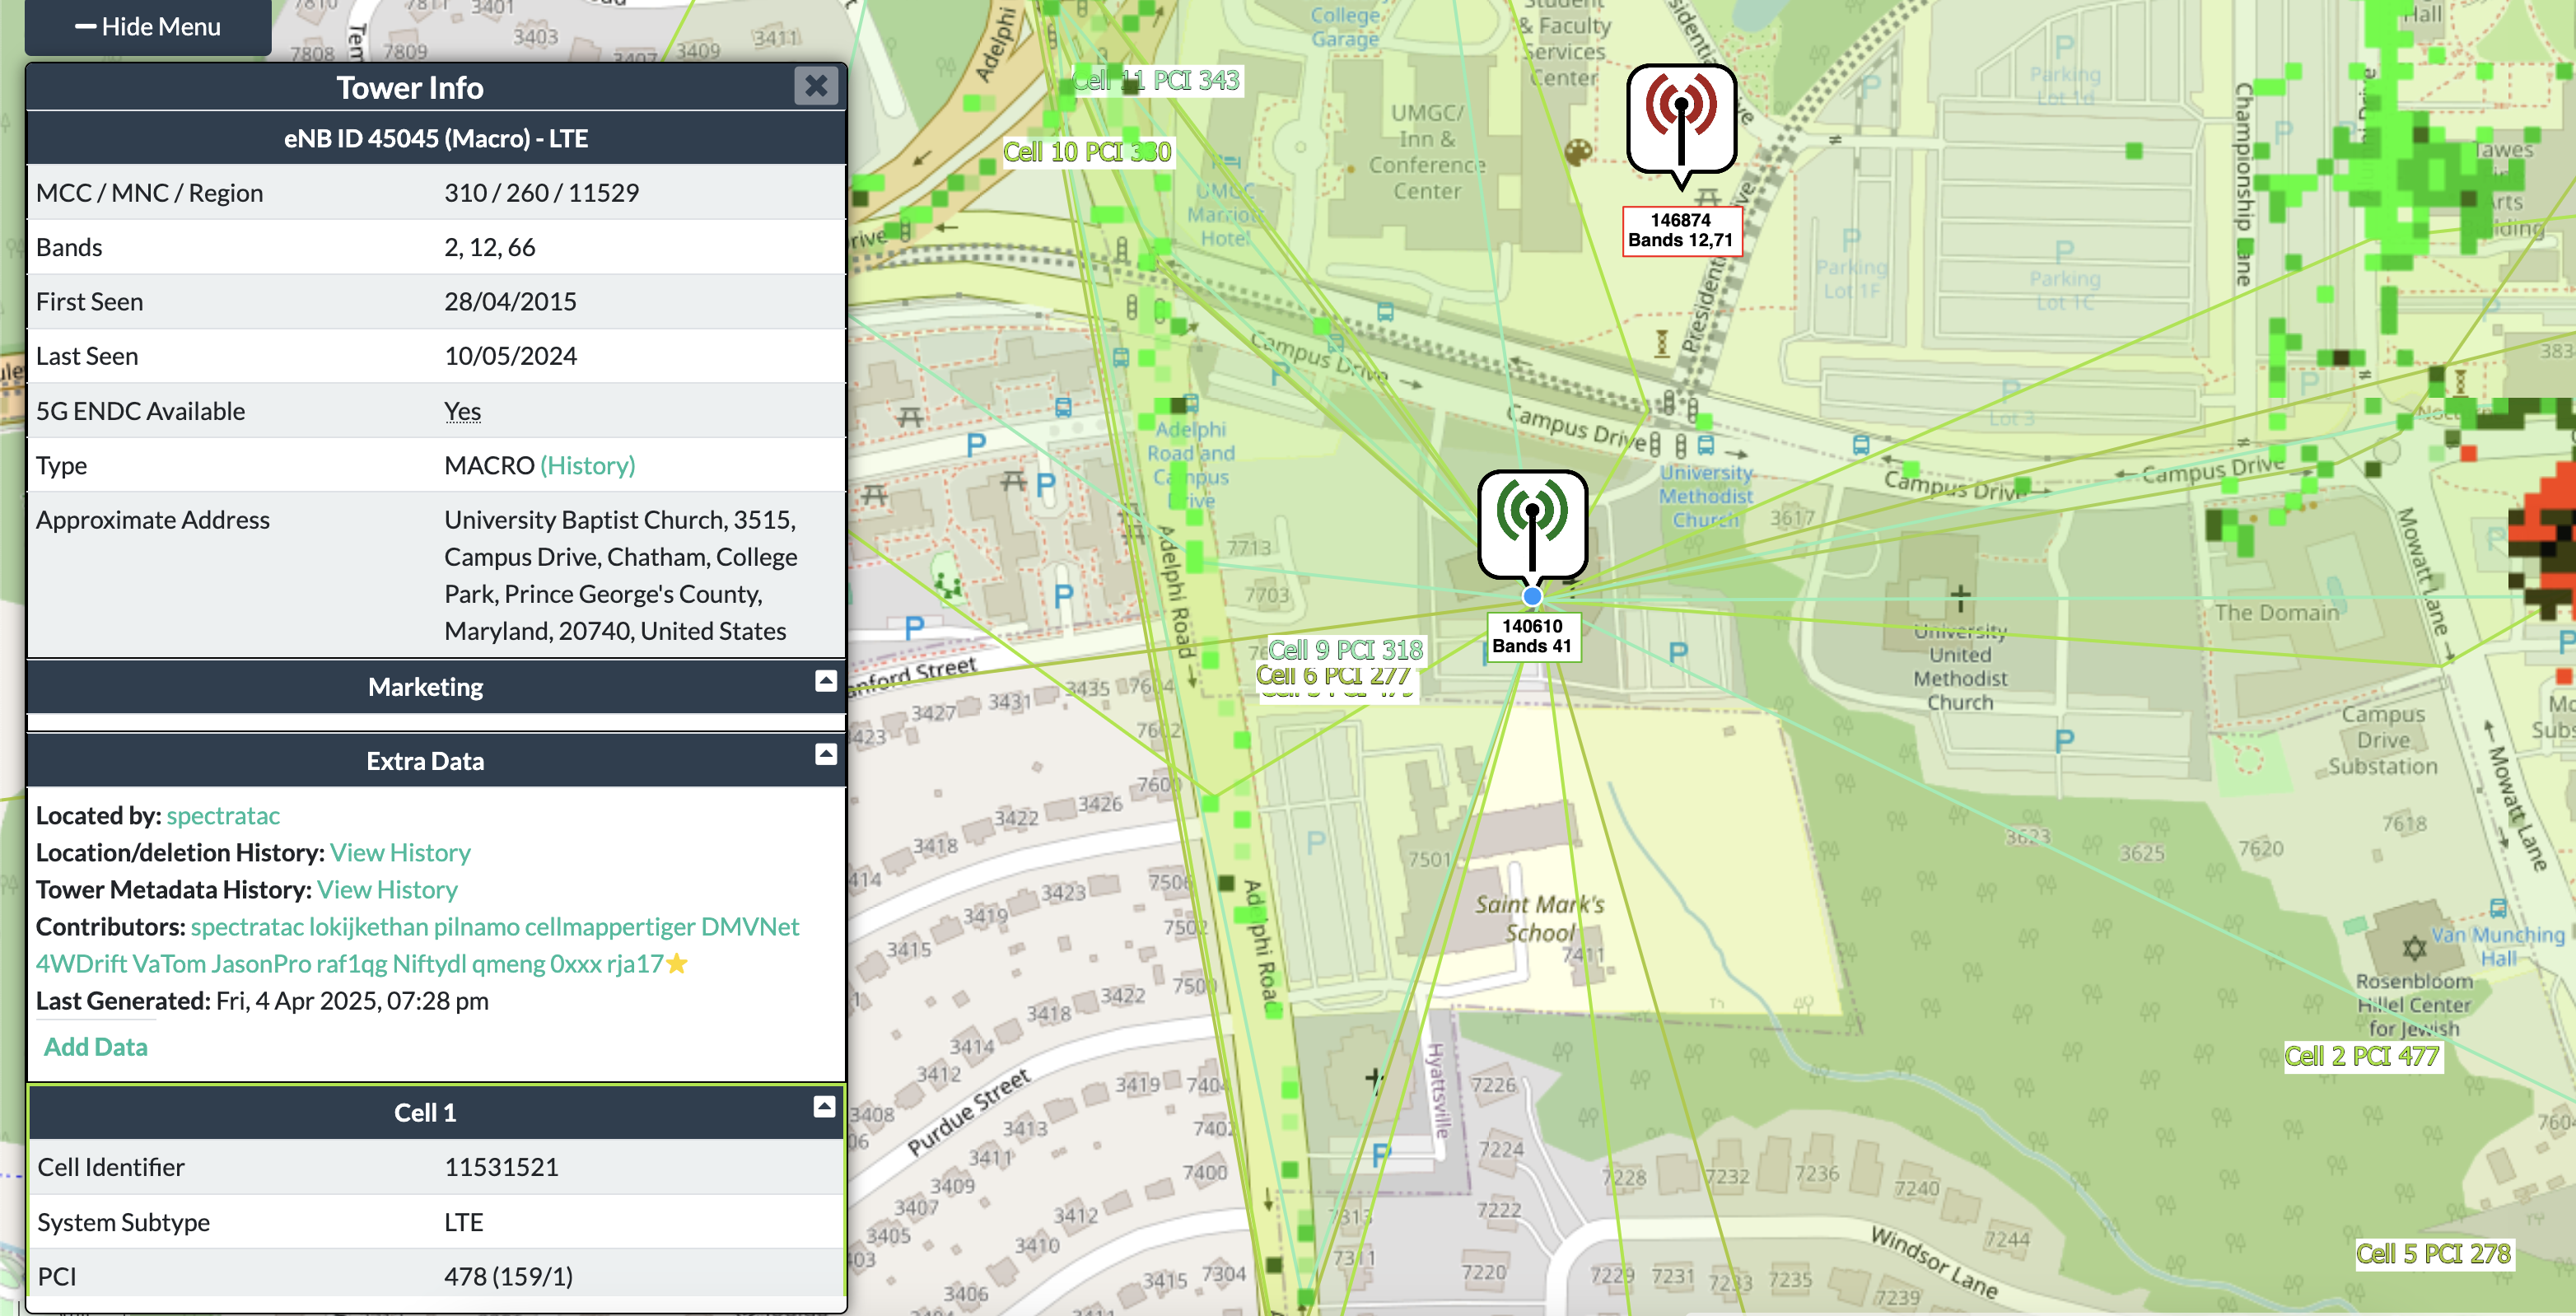 Hide Menu
Tower Info
eNB ID 45045 (Macro) - LTE
MCC / MNC / Region 310 / 260 / 11529
Bands 2, 12, 66
First Seen 28/04/2015
Last Seen 10/05/2024
5G ENDC Available Yes
Type MACRO (History)
Approximate Address University Baptist Church, 3515,
Campus Drive, Chatham, College
Park, Prince George's County,
Maryland, 20740, United States
Marketing
Extra Data
Located by: spectratac
Location/deletion History: View History
Tower Metadata History: View History
Contributors: spectratac lokijkethan pilnamo cellmappertiger DMVNet
4WDrift VaTom JasonPro raf1qg Niftydl qmeng 0xxx rja17
Last Generated: Fri, 4 Apr 2025, 07:28 pm
Add Data
Cell 1
Cell Identifier 11531521
System Subtype LTE
PCI 478 (159/1)
7808
7809
3401
3403
3409
3411
Adelphi
College
Garage
& Faculty
Services
Center
Cell 11 PCI 343
Cell 10 PCI 330
UMGC/
Inn &
Conference
Center
UMGC
Marriott
Hotel
146874
Bands 12,71
Parking
Lot 1d
Parking
Lot 1F
Parking
Lot 1C
Championship Lane
Hall
Tawes
Campus Drive
Campus Drive
Campus Drive
Campus Drive
Lot 3
383
Adelphi
Road and
Campus
Drive
University
Methodist
Church
3617
7713
7703
Adelphi Road
140610
Bands 41
Cell 9 PCI 318
Cell 6 PCI 277
University
United
Methodist
Church
The Domain
Mowatt Lane
Campus
Drive
Substation
Mowatt Lane
3435
7604
3431
3427
7602
7600
3426
3422
3418
7506
3423
3419
7502
3415
7500
3422
3418
3414
3412
3419
7404
Purdue Street
3413
7402
3411
3409
7400
3407
3412
3405
3410
3415
7304
3406
Adelphi Road
7501
Saint Mark's
School
7411
Hyattsville
7226
7224
7222
7220
7313
7311
7228
7232
7236
7240
7244
7229
7231
7233
7235
7239
Windsor Lane
3623
3625
7620
7618
Van Munching
Hall
Rosenbloom
Hillel Center
for Jewish
Cell 2 PCI 477
Cell 5 PCI 278